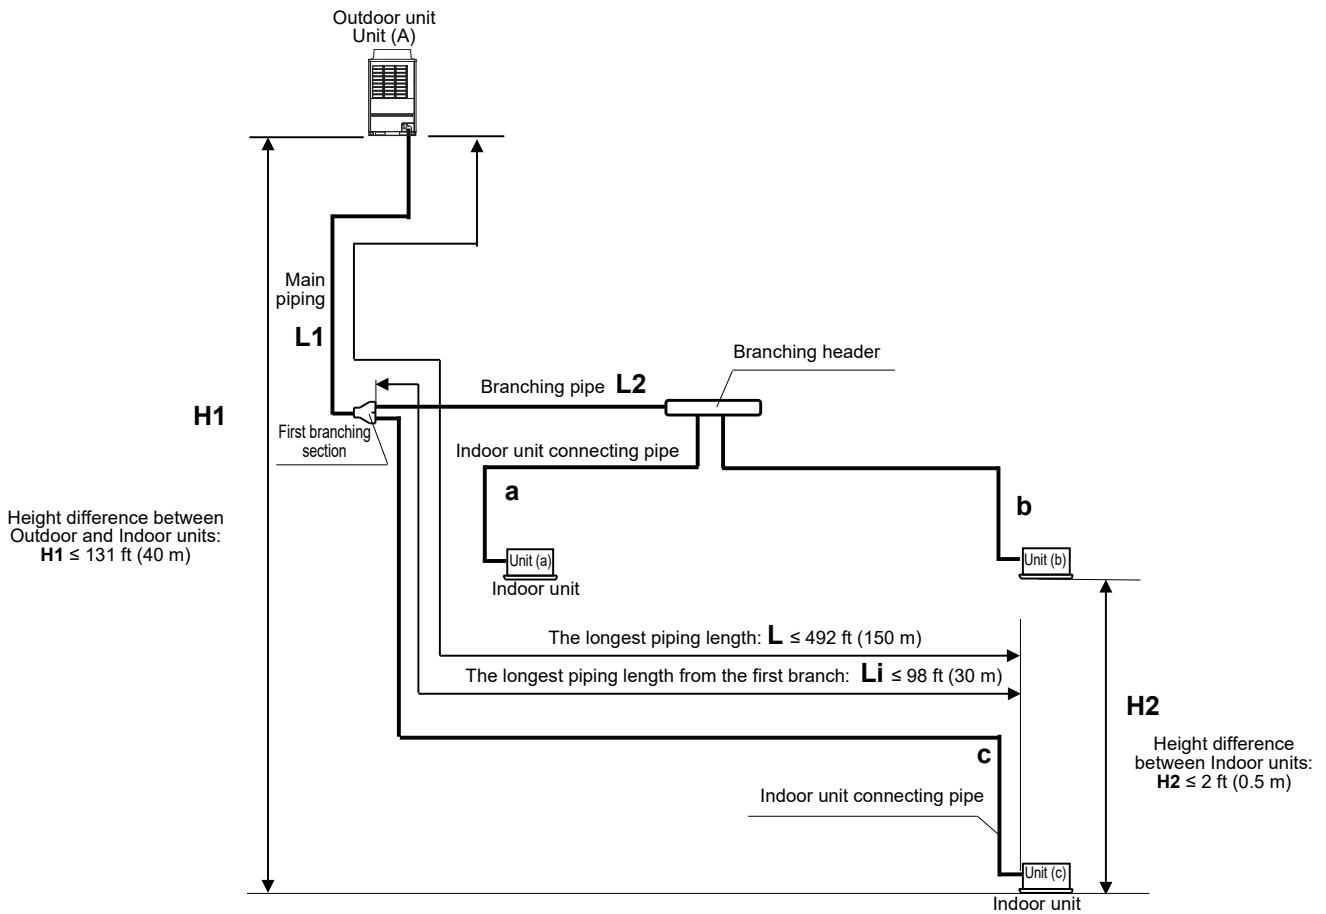 Outdoor unit
Unit (A)
Main
piping
L1
Branching header
Branching pipe L2
H1
First branching
section
Indoor unit connecting pipe
a
b
Height difference between
Outdoor and Indoor units:
H1 ≤ 131 ft (40 m)
Unit (a)
Indoor unit
Unit (b)
The longest piping length: L ≤ 492 ft (150 m)
The longest piping length from the first branch: Li ≤ 98 ft (30 m)
H2
Height difference
between Indoor units:
H2 ≤ 2 ft (0.5 m)
c
Indoor unit connecting pipe
Unit (c)
Indoor unit